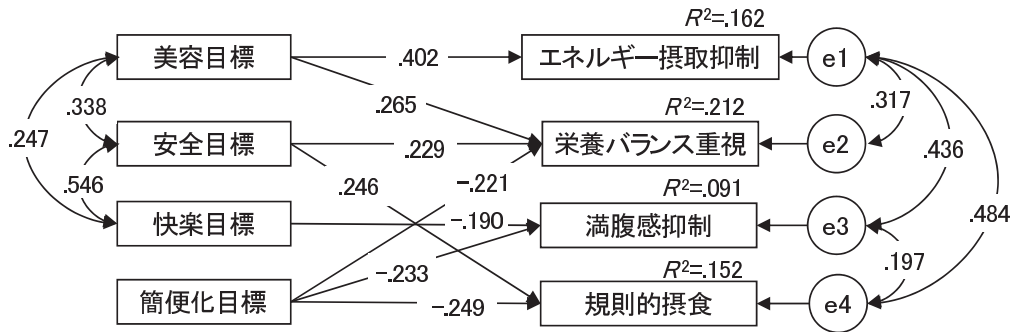 R²=.162
美容目標
.402
エネルギー摂取抑制
e1
.338
.265
R²=.212
.317
.247
安全目標
.229
栄養バランス重視
e2
.436
.546
.246
-.221
R²=.091
快楽目標
-.190
満腹感抑制
e3
.484
-.233
R²=.152
.197
簡便化目標
-.249
規則的摂食
e4